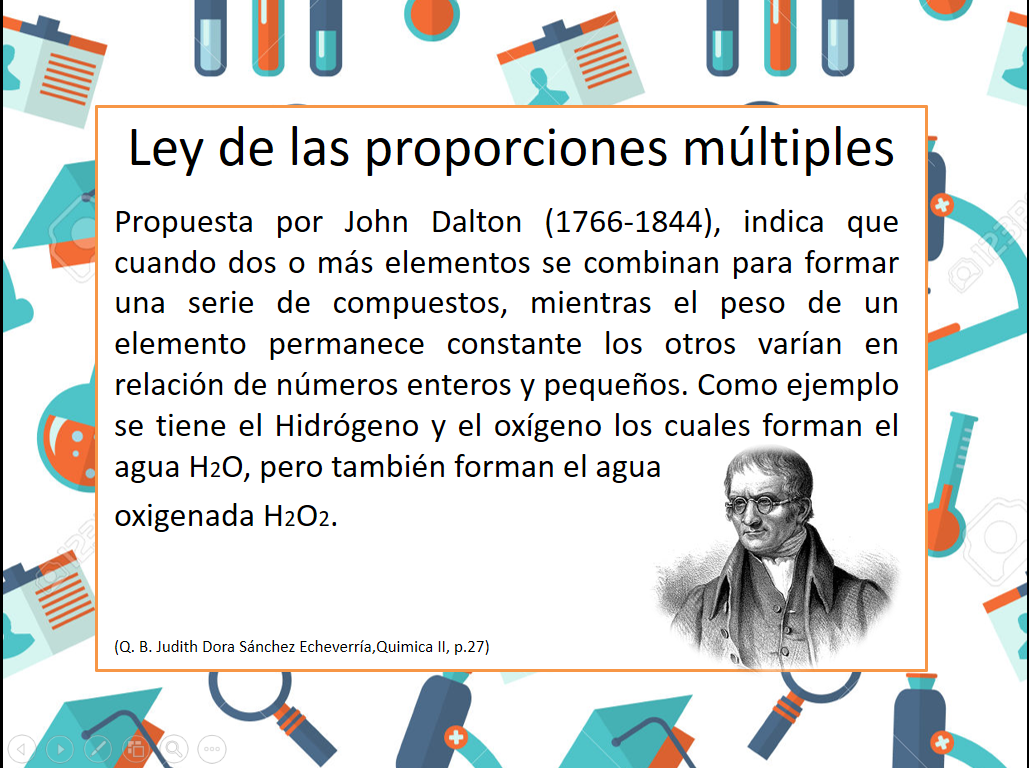 Ley de las proporciones múltiples
Propuesta por John Dalton (1766-1844), indica que
cuando dos o más elementos se combinan para formar
una serie de compuestos, mientras el peso de un
elemento permanece constante los otros varían en
relación de números enteros y pequeños. Como ejemplo
se tiene el Hidrógeno y el oxígeno los cuales forman el
agua H2O, pero también forman el agua
oxigenada H2O2.
(Q. B. Judith Dora Sánchez Echeverría,Quimica II, p.27)